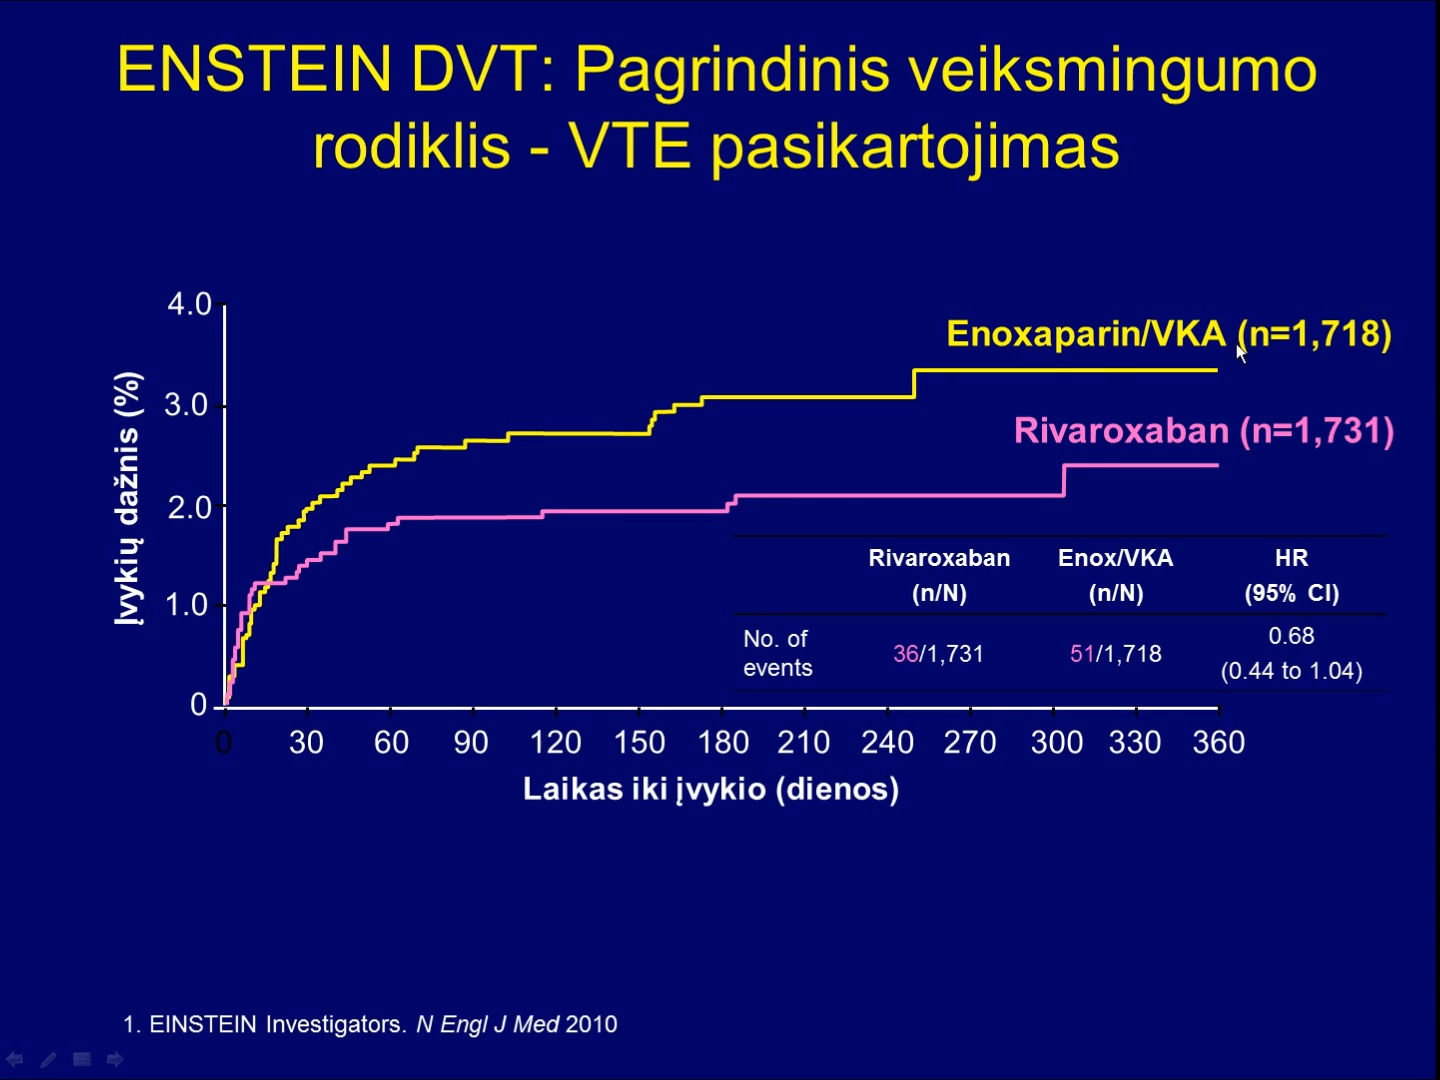 ENSTEIN DVT: Pagrindinis veiksmingumo
rodiklis - VTE pasikartojimas
4.0
3.0
2.0
1.0
0
Įvykių dažnis (%)
Enoxaparin/VKA (n=1,718)
Rivaroxaban (n=1,731)
Rivaroxaban Enox/VKA HR
(n/N) (n/N) (95% CI)
No. of
events
36/1,731 51/1,718
0.68
(0.44 to 1.04)
0 30 60 90 120 150 180 210 240 270 300 330 360
Laikas iki įvykio (dienos)
1. EINSTEIN Investigators. N Engl J Med 2010